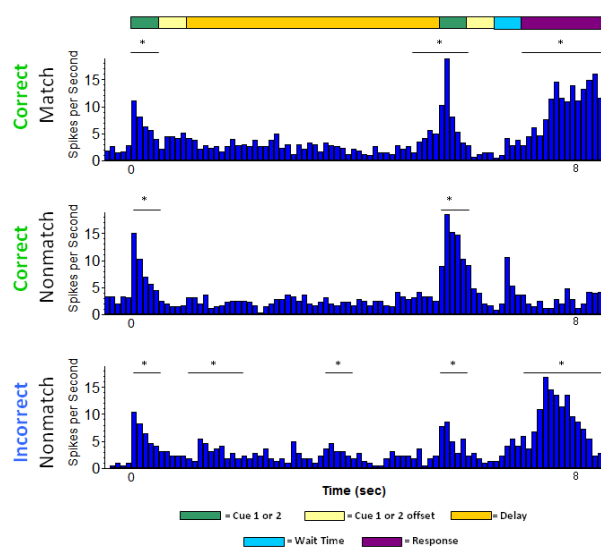 *
*
*
Correct
Match
Spikes per Second
15
10
5
0
0
8
*
*
Correct
Nonmatch
Spikes per Second
15
10
5
0
0
8
*
*
*
*
*
Incorrect
Nonmatch
Spikes per Second
15
10
5
0
0
8
Time (sec)
= Cue 1 or 2
= Cue 1 or 2 offset
= Delay
= Wait Time
= Response